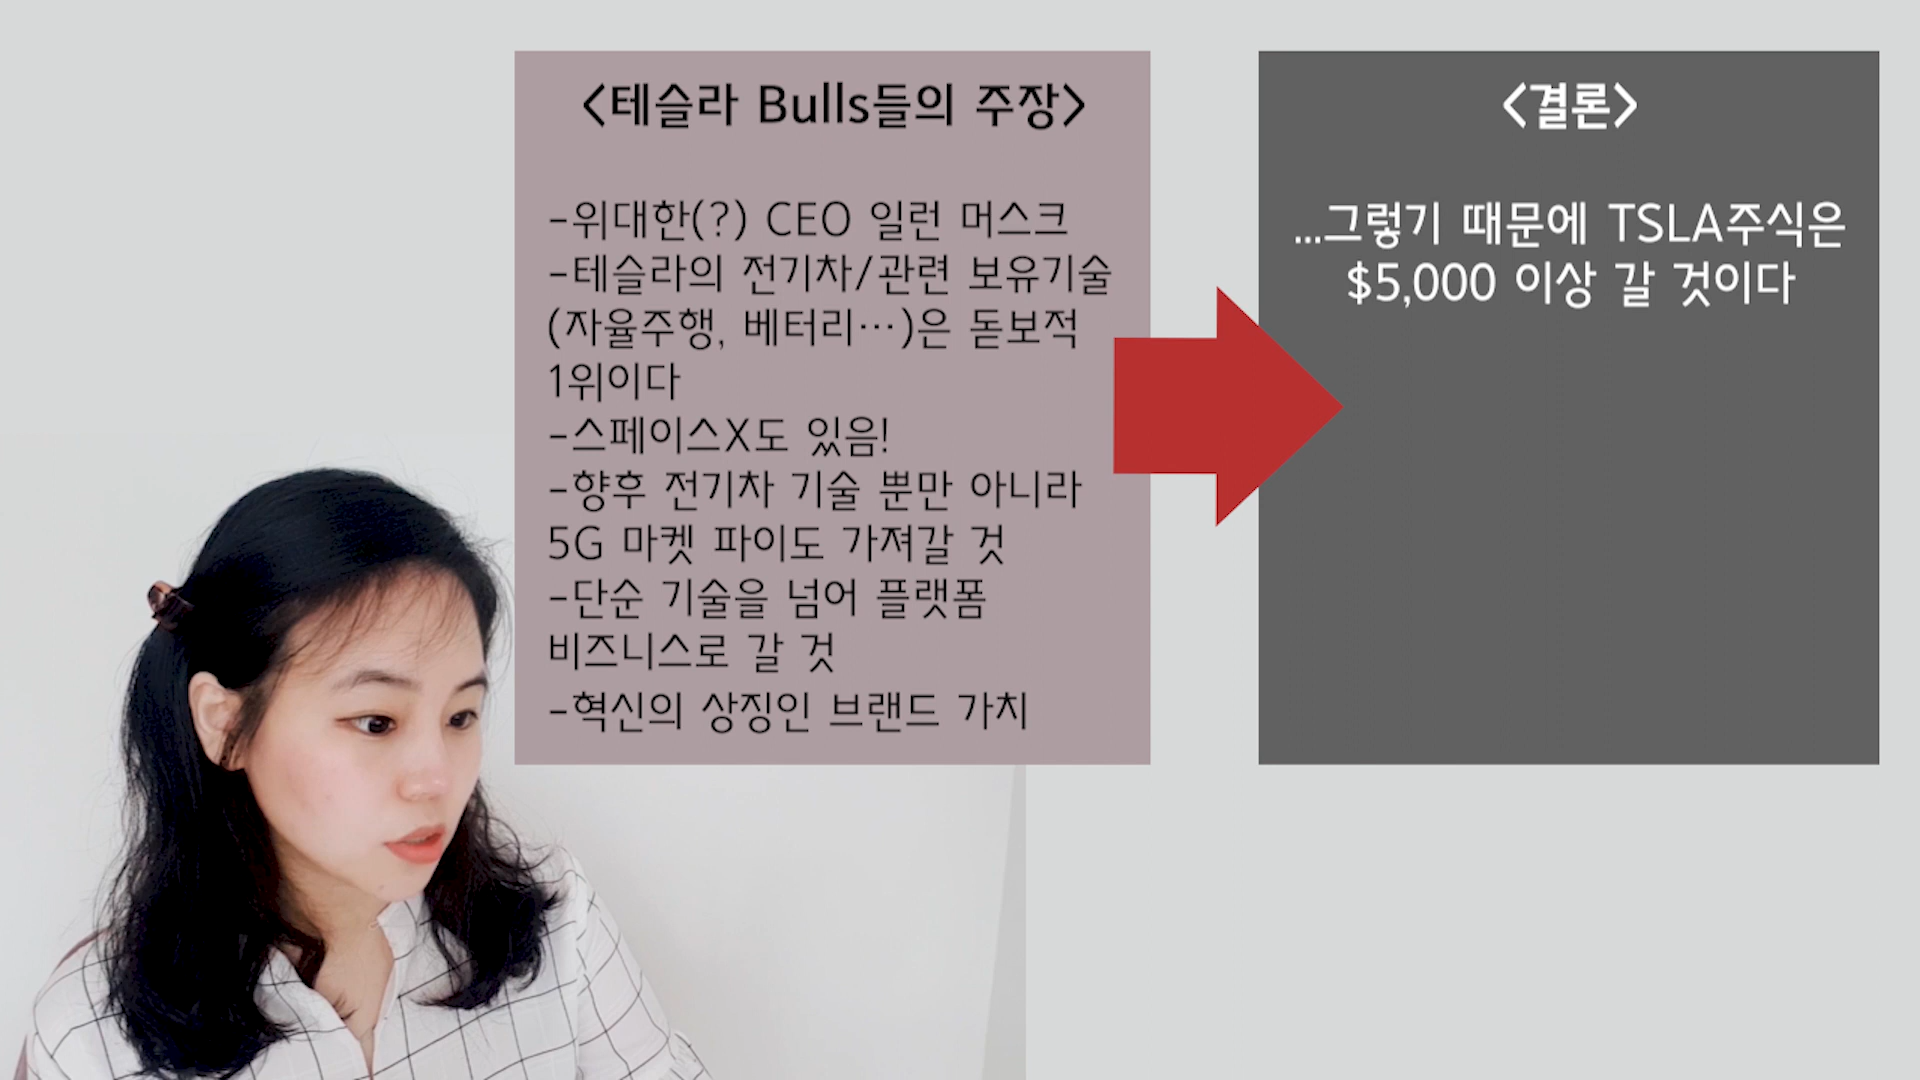 <테슬라 Bulls들의 주장>
-위대한(?) CEO 일런 머스크
-테슬라의 전기차/관련 보유기술
(자율주행, 베터리…)은 돋보적
1위이다
-스페이스X도 있음!
-향후 전기차 기술 뿐만 아니라
5G 마켓 파이도 가져갈 것
-단순 기술을 넘어 플랫폼
비즈니스로 갈 것
-혁신의 상징인 브랜드 가치
<결론>
...그렇기 때문에 TSLA주식은
$5,000 이상 갈 것이다